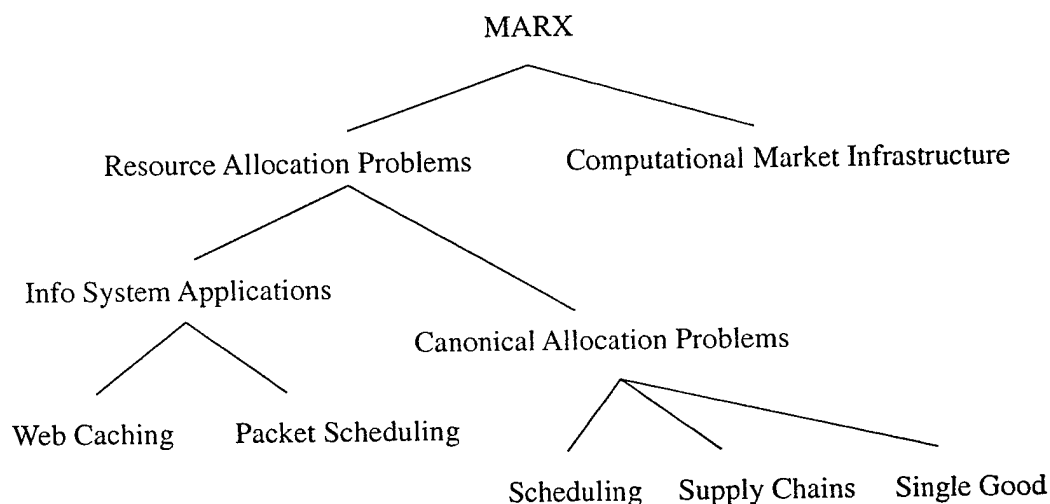 MARX
Resource Allocation Problems
Computational Market Infrastructure
Info System Applications
Canonical Allocation Problems
Web Caching
Packet Scheduling
Scheduling
Supply Chains
Single Good